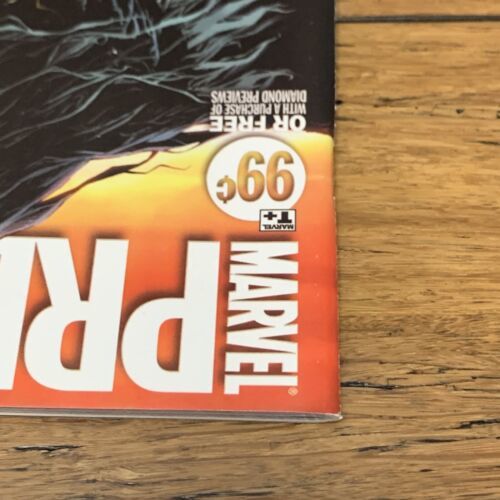 MARVEL
PR
MARVEL
T+
99¢
OR FREE
WITH A PURCHASE OF
DIAMOND PREVIEWS